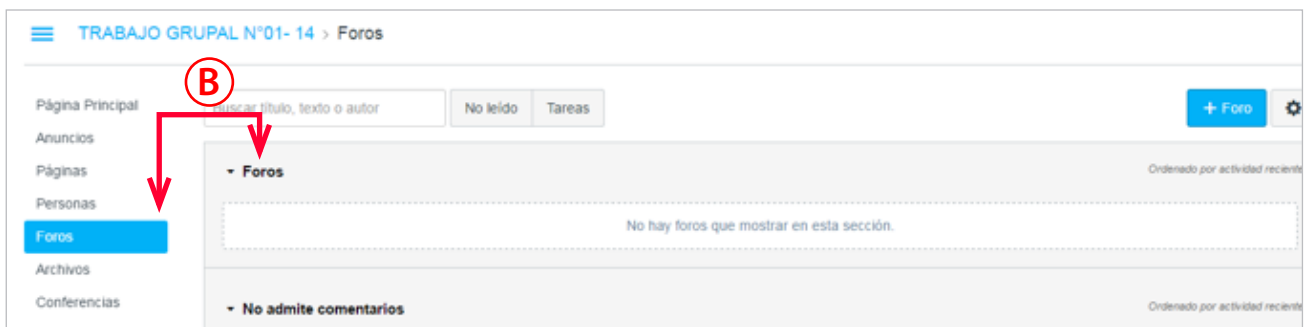 TRABAJO GRUPAL N°01- 14 > Foros
B
Página Principal
Buscar título, texto o autor
No leído
Tareas
+ Foro
Anuncios
Páginas
Foros
Ordenado por actividad reciente
Personas
No hay foros que mostrar en esta sección.
Foros
Archivos
Conferencias
No admite comentarios
Ordenado por actividad reciente